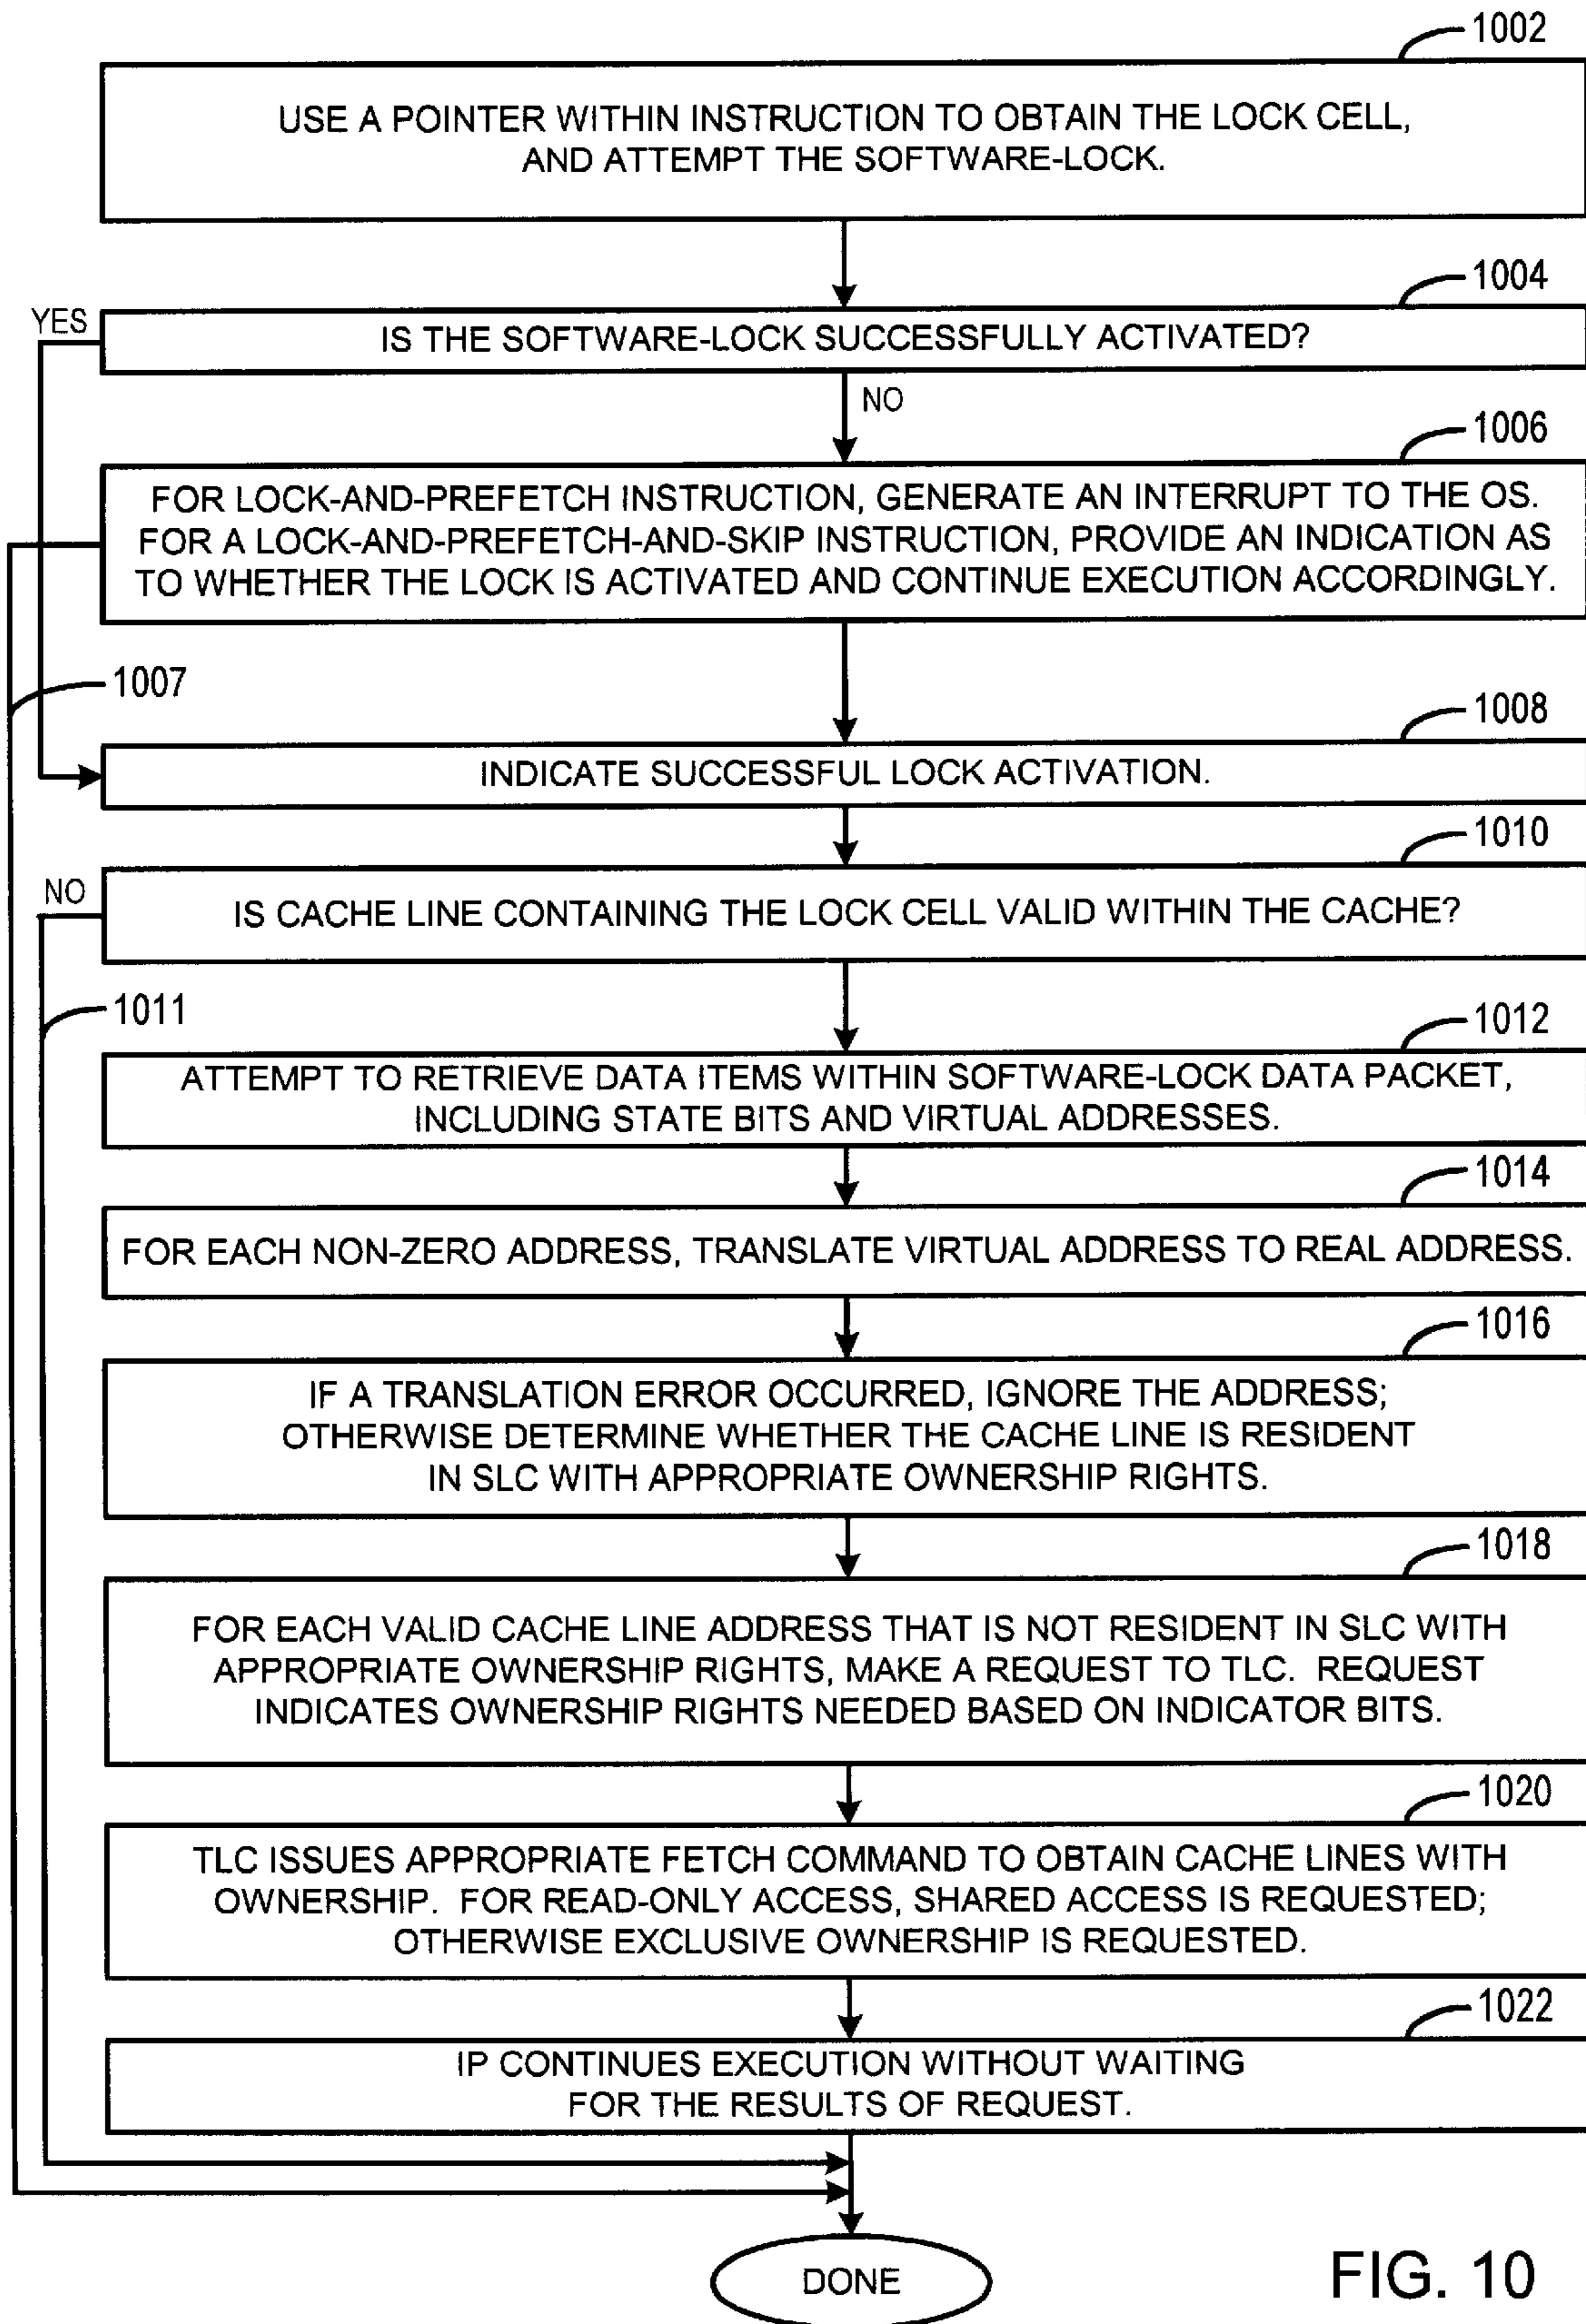 1002
USE A POINTER WITHIN INSTRUCTION TO OBTAIN THE LOCK CELL,
AND ATTEMPT THE SOFTWARE-LOCK.
1004
YES
IS THE SOFTWARE-LOCK SUCCESSFULLY ACTIVATED?
NO
1006
FOR LOCK-AND-PREFETCH INSTRUCTION, GENERATE AN INTERRUPT TO THE OS.
FOR A LOCK-AND-PREFETCH-AND-SKIP INSTRUCTION, PROVIDE AN INDICATION AS
TO WHETHER THE LOCK IS ACTIVATED AND CONTINUE EXECUTION ACCORDINGLY.
1007
1008
INDICATE SUCCESSFUL LOCK ACTIVATION.
1010
NO
IS CACHE LINE CONTAINING THE LOCK CELL VALID WITHIN THE CACHE?
1011
1012
ATTEMPT TO RETRIEVE DATA ITEMS WITHIN SOFTWARE-LOCK DATA PACKET,
INCLUDING STATE BITS AND VIRTUAL ADDRESSES.
1014
FOR EACH NON-ZERO ADDRESS, TRANSLATE VIRTUAL ADDRESS TO REAL ADDRESS.
1016
IF A TRANSLATION ERROR OCCURRED, IGNORE THE ADDRESS;
OTHERWISE DETERMINE WHETHER THE CACHE LINE IS RESIDENT
IN SLC WITH APPROPRIATE OWNERSHIP RIGHTS.
1018
FOR EACH VALID CACHE LINE ADDRESS THAT IS NOT RESIDENT IN SLC WITH
APPROPRIATE OWNERSHIP RIGHTS, MAKE A REQUEST TO TLC. REQUEST
INDICATES OWNERSHIP RIGHTS NEEDED BASED ON INDICATOR BITS.
1020
TLC ISSUES APPROPRIATE FETCH COMMAND TO OBTAIN CACHE LINES WITH
OWNERSHIP. FOR READ-ONLY ACCESS, SHARED ACCESS IS REQUESTED;
OTHERWISE EXCLUSIVE OWNERSHIP IS REQUESTED.
1022
IP CONTINUES EXECUTION WITHOUT WAITING
FOR THE RESULTS OF REQUEST.
DONE
FIG. 10